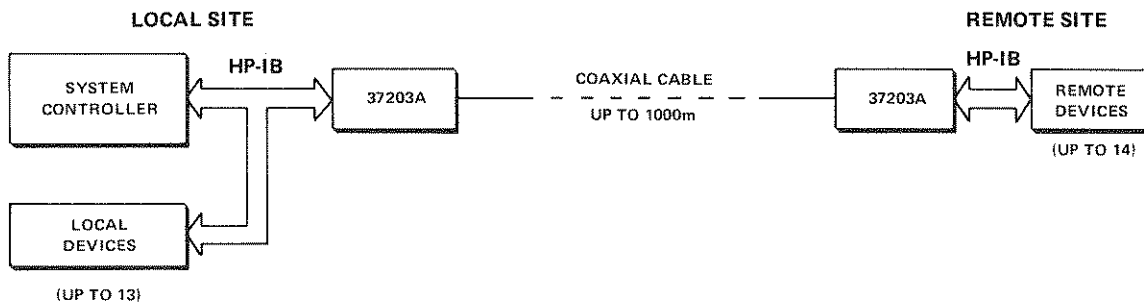 LOCAL SITE
REMOTE SITE
SYSTEM
CONTROLLER
HP-IB
37203A
COAXIAL CABLE
UP TO 1000m
37203A
HP-IB
REMOTE
DEVICES
(UP TO 14)
LOCAL
DEVICES
(UP TO 13)